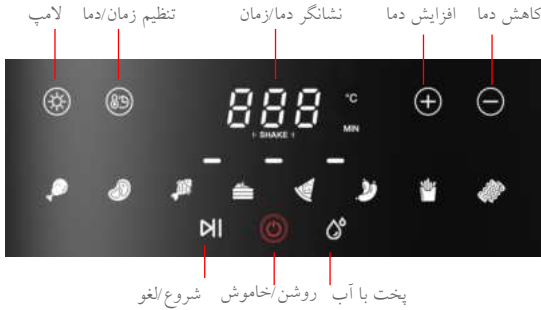 کاهش دما افزایش دما نشانگر دما/زمان تنظیم زمان/دما لامپ
888 °C
SHAKE MIN
پخت با آب روشن/خاموش شروع/لغو